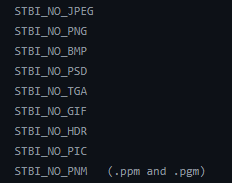 STBI_NO_JPEG
STBI_NO_PNG
STBI_NO_BMP
STBI_NO_PSD
STBI_NO_TGA
STBI_NO_GIF
STBI_NO_HDR
STBI_NO_PIC
STBI_NO_PNM   (.ppm and .pgm)